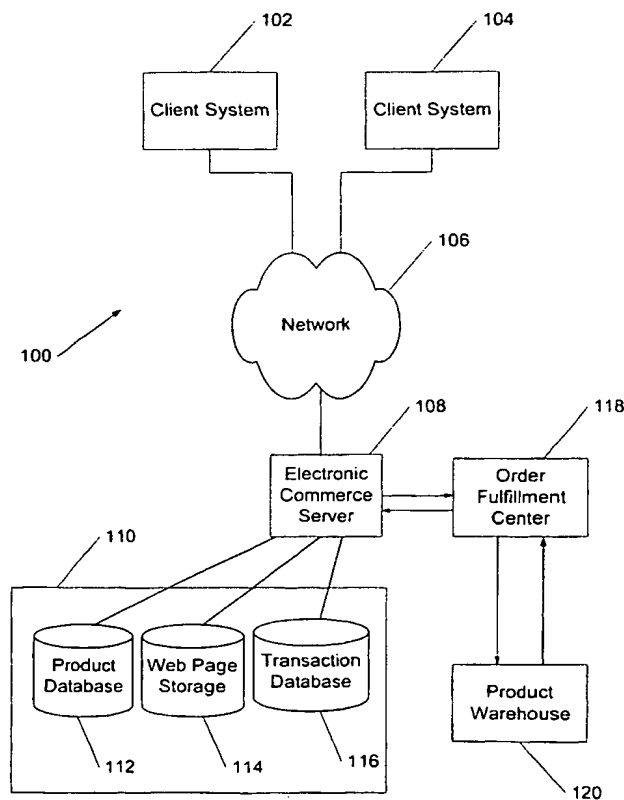 102
104
Client System
Client System
106
Network
100
108
118
Electronic
Commerce
Server
Order
Fulfillment
Center
110
Product
Database
Web Page
Storage
Transaction
Database
Product
Warehouse
112
114
116
120